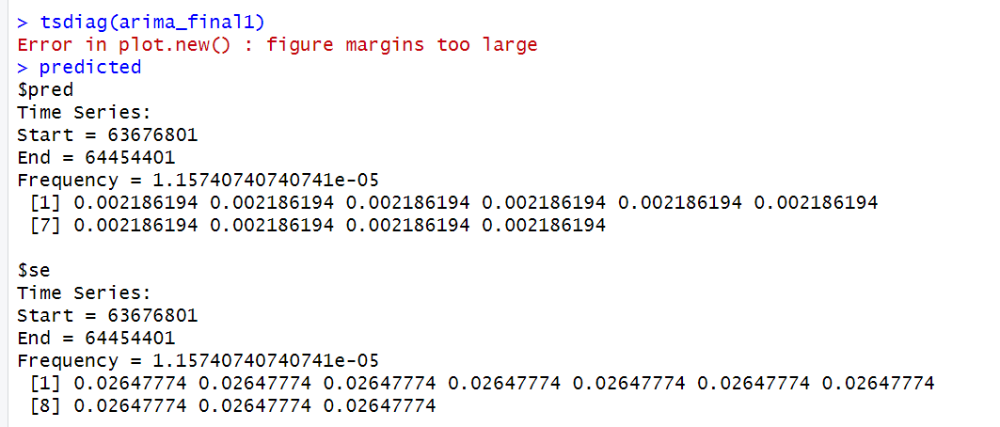 > tsdiag(arima_final1)
Error in plot.new() : figure margins too large
> predicted
$pred
Time Series:
Start = 63676801
End = 64454401
Frequency = 1.15740740740741e-05
 [1] 0.002186194 0.002186194 0.002186194 0.002186194 0.002186194 0.002186194
 [7] 0.002186194 0.002186194 0.002186194 0.002186194

$se
Time Series:
Start = 63676801
End = 64454401
Frequency = 1.15740740740741e-05
 [1] 0.02647774 0.02647774 0.02647774 0.02647774 0.02647774 0.02647774 0.02647774
 [8] 0.02647774 0.02647774 0.02647774